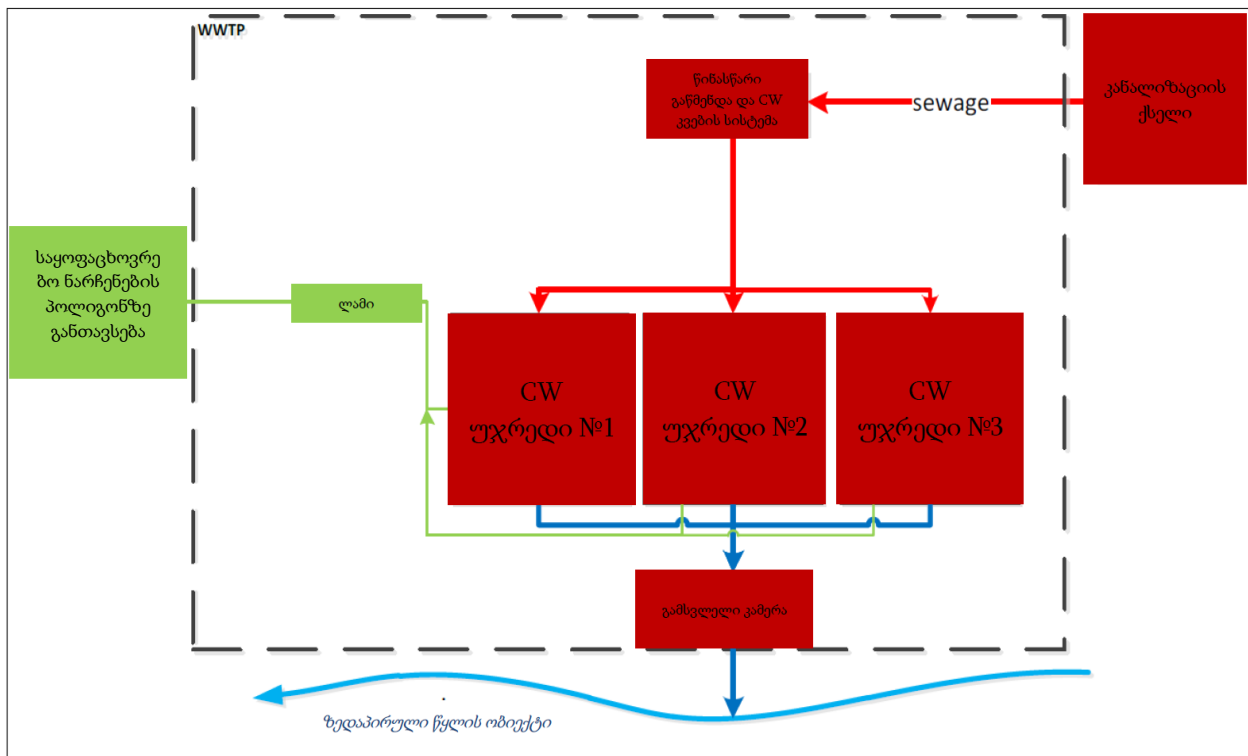 WWTP
წინასწარი
გაწმენდა და CW
კვების სისტემა
sewage
კანალიზაციის
ქსელი
საყოფაცხოვრე
ბო ნარჩენების
პოლიგონზე
განთავსება
ლამი
CW
უჯრედი №1
CW
უჯრედი №2
CW
უჯრედი №3
გამსვლელი კამერა
ზედაპირული წყლის ობიექტი